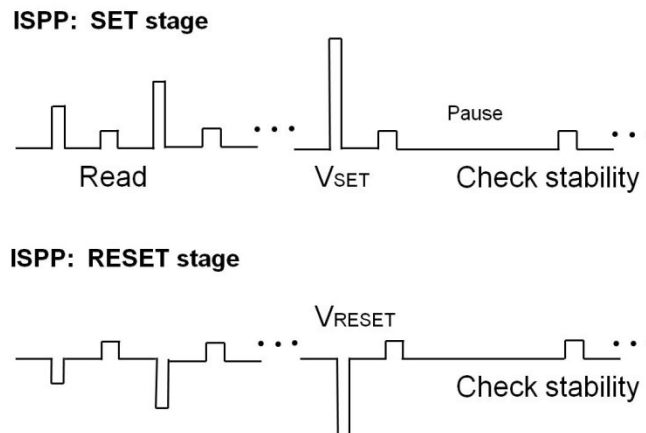 ISPP: SET stage
Pause
Read
VSET
Check stability
ISPP: RESET stage
VRESET
Check stability